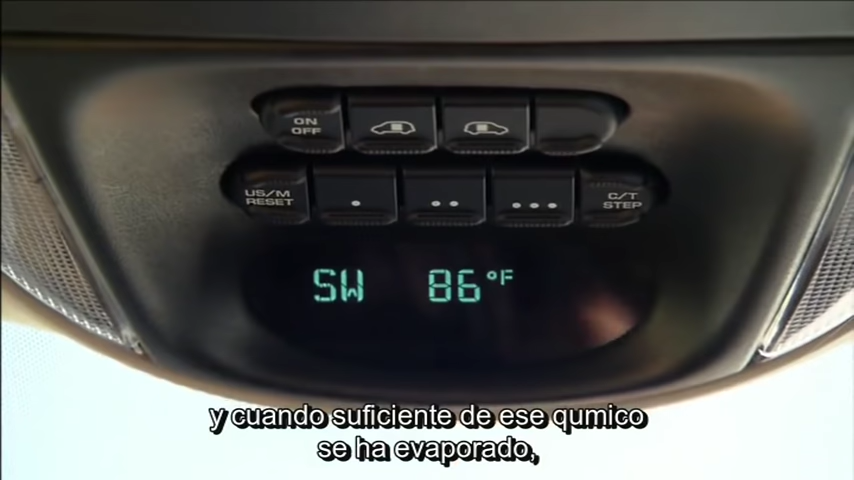 ON
OFF
US/M
RESET
C/T
STEP
SW 86°F
y cuando suficiente de ese qumico
se ha evaporado,